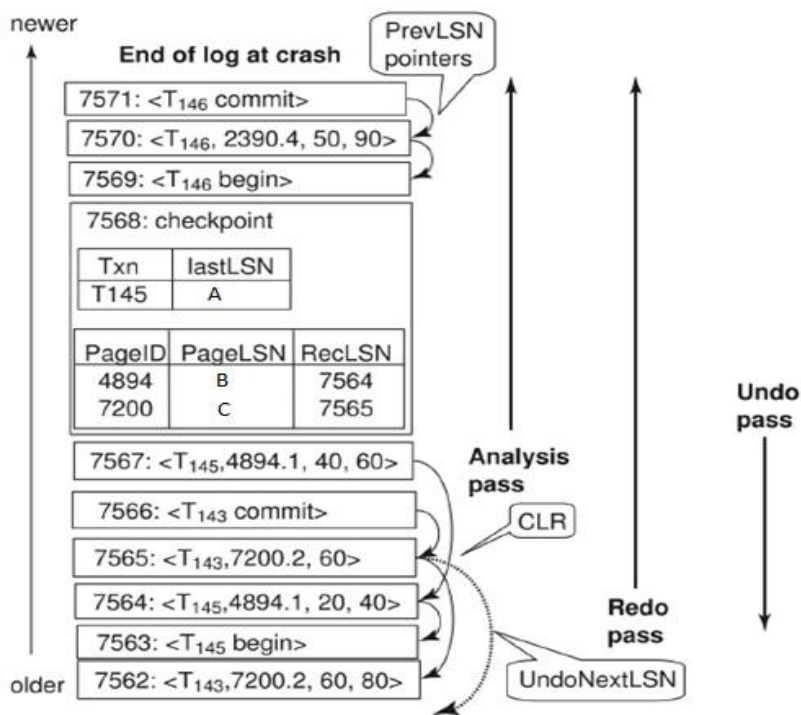 newer
End of log at crash
PrevLSN
pointers
7571: <T₁₄₆ commit>
7570: <T₁₄₆, 2390.4, 50, 90>
7569: <T₁₄₆ begin>
7568: checkpoint
Txn lastLSN
T145 A
PageID PageLSN RecLSN
4894 B 7564
7200 C 7565
7567: <T₁₄₅,4894.1, 40, 60>
7566: <T₁₄₃ commit>
7565: <T₁₄₃,7200.2, 60>
7564: <T₁₄₅,4894.1, 20, 40>
7563: <T₁₄₅ begin>
7562: <T₁₄₃,7200.2, 60, 80>
older
Analysis
pass
CLR
Redo
pass
UndoNextLSN
Undo
pass